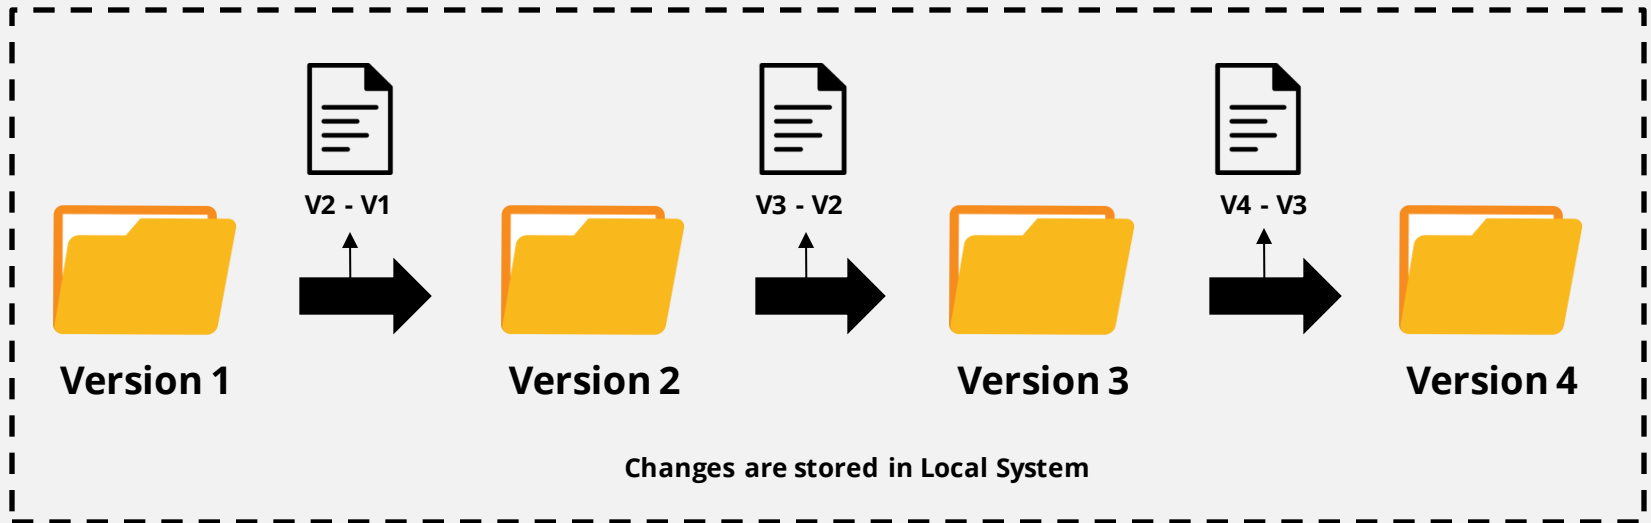 V2 - V1
V3 - V2
V4 - V3
Version 1
Version 2
Version 3
Version 4
Changes are stored in Local System